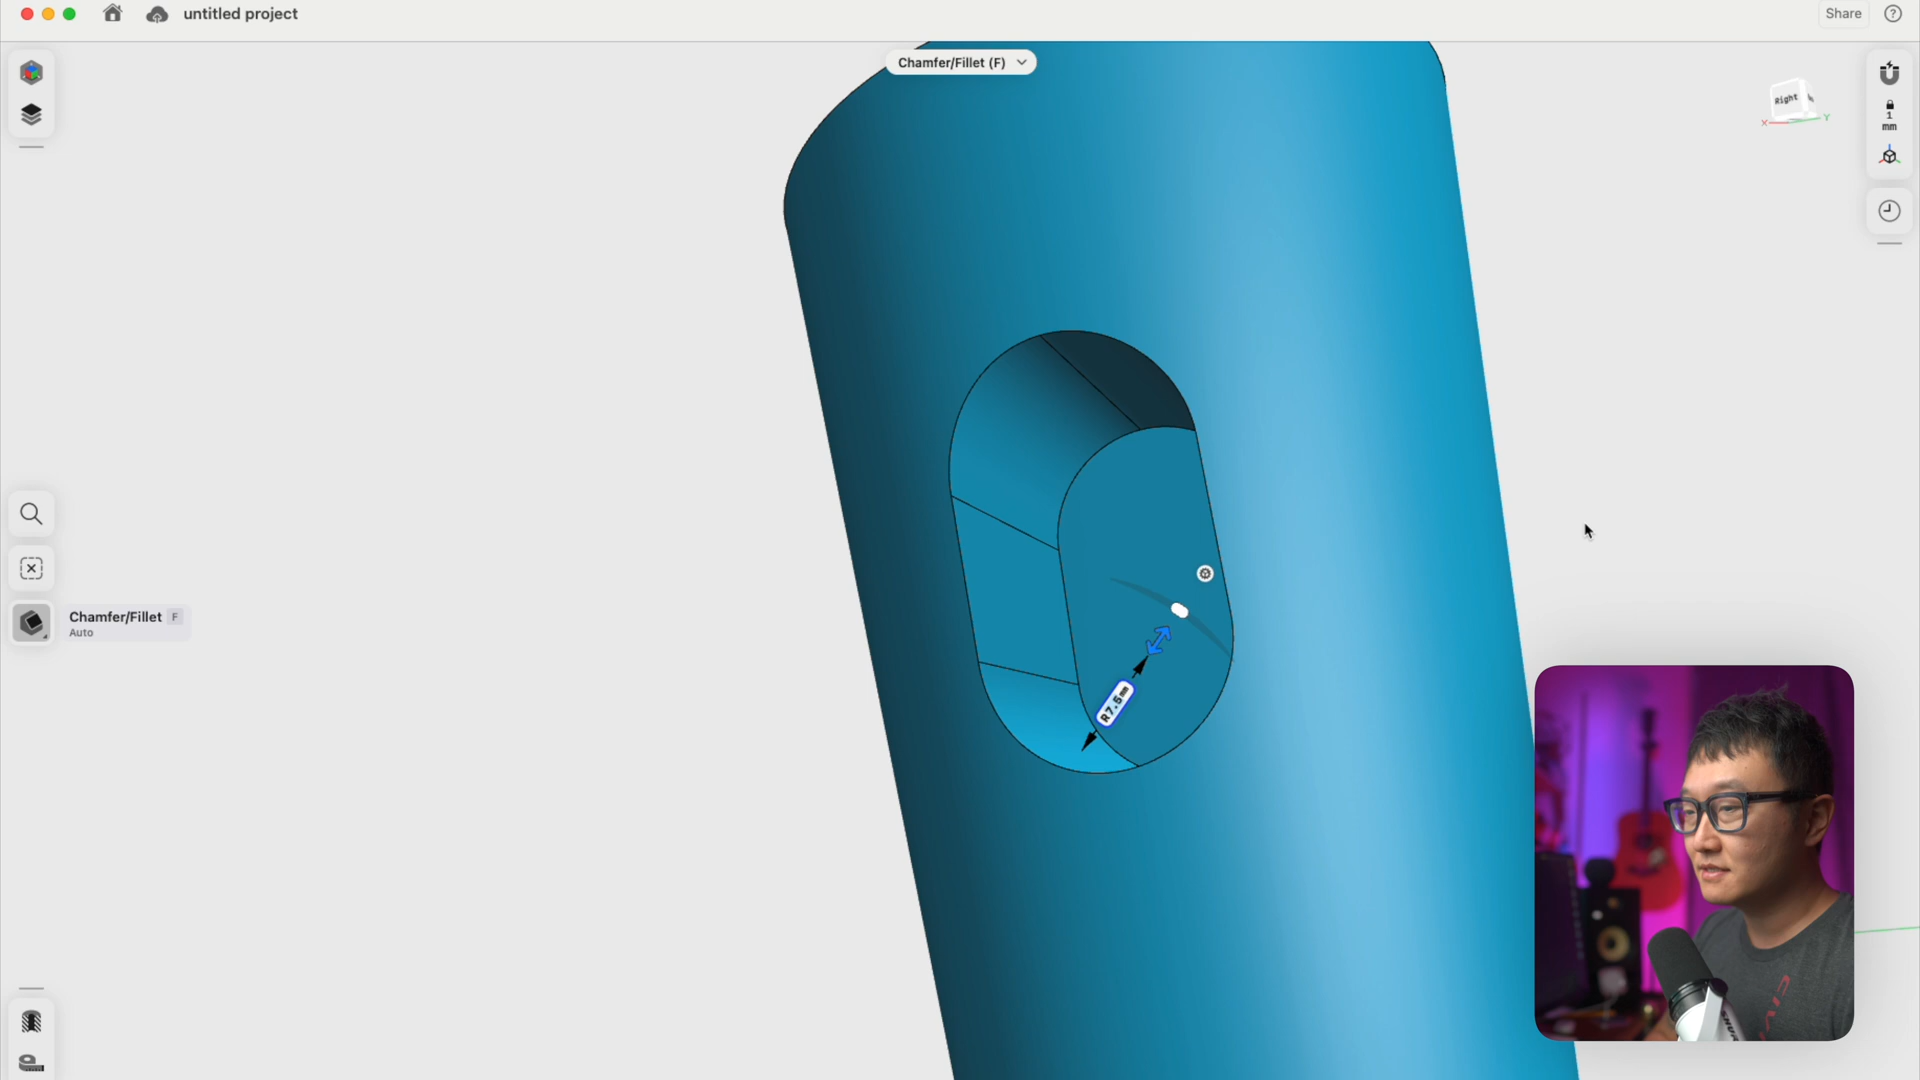 untitled project
Share
?
Chamfer/Fillet (F)
Right
X
Y
1
mm
Chamfer/Fillet F
Auto
R7.5mm